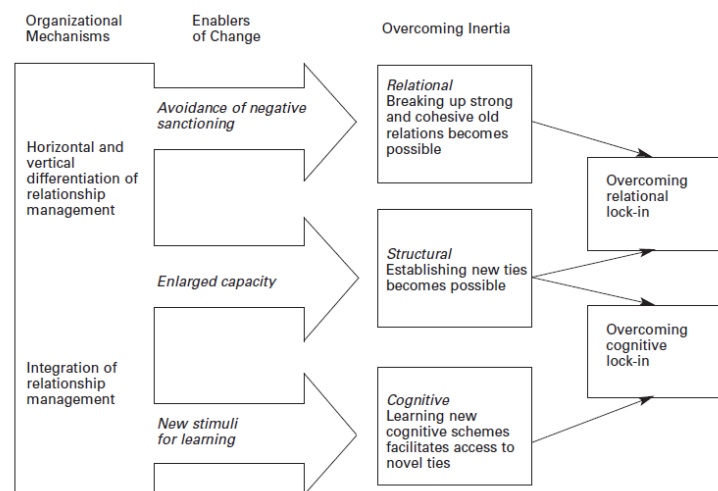 Organizational
Mechanisms
Enablers
of Change
Overcoming Inertia
Horizontal and
vertical
differentiation of
relationship
management
Integration of
relationship
management
Avoidance of negative
sanctioning
Enlarged capacity
New stimuli
for learning
Relational
Breaking up strong
and cohesive old
relations becomes
possible
Structural
Establishing new ties
becomes possible
Cognitive
Learning new
cognitive schemes
facilitates access to
novel ties
Overcoming
relational
lock-in
Overcoming
cognitive
lock-in